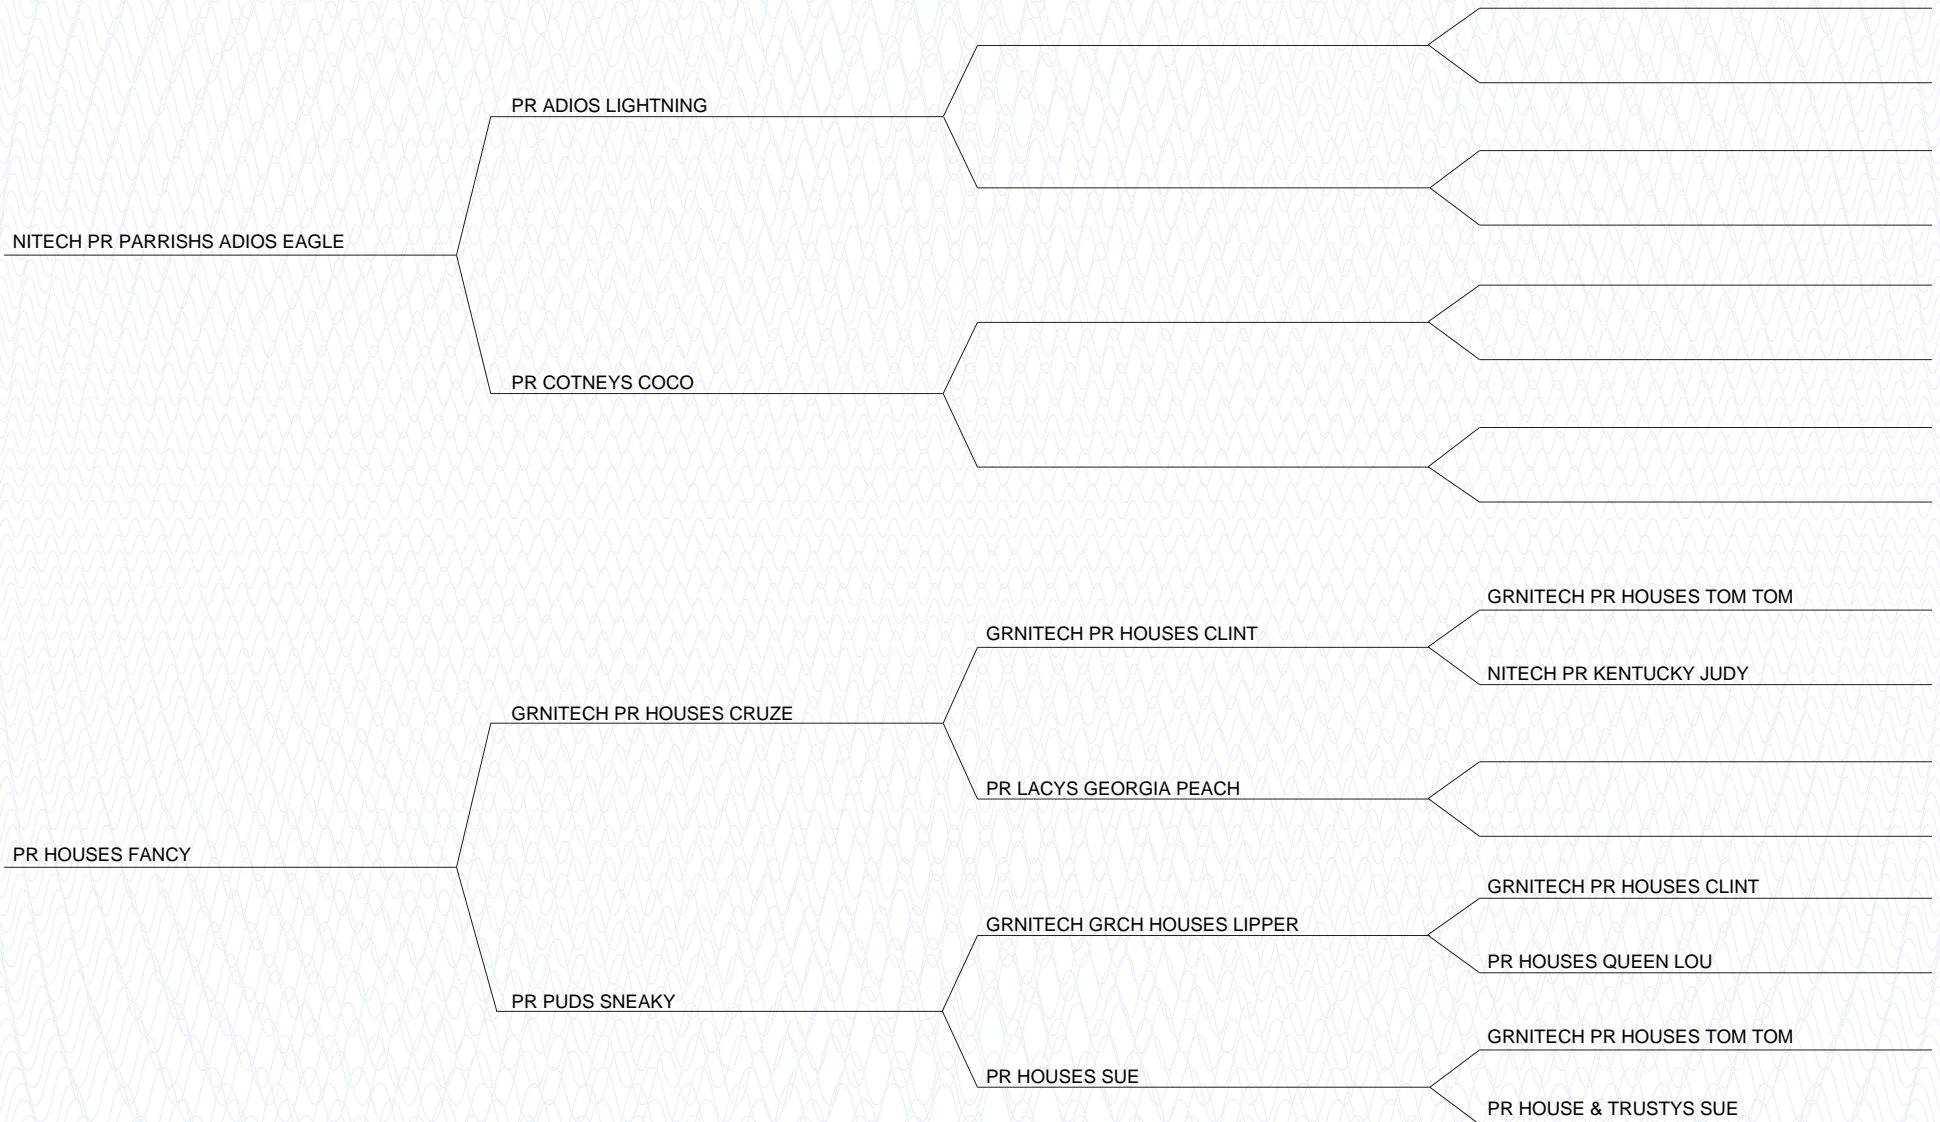 PR ADIOS LIGHTNING
NITECH PR PARRISHS ADIOS EAGLE
PR COTNEYS COCO
GRNITECH PR HOUSES TOM TOM
GRNITECH PR HOUSES CLINT
NITECH PR KENTUCKY JUDY
GRNITECH PR HOUSES CRUZE
PR LACYS GEORGIA PEACH
PR HOUSES FANCY
GRNITECH PR HOUSES CLINT
GRNITECH GRCH HOUSES LIPPER
PR HOUSES QUEEN LOU
PR PUDS SNEAKY
GRNITECH PR HOUSES TOM TOM
PR HOUSES SUE
PR HOUSE & TRUSTYS SUE